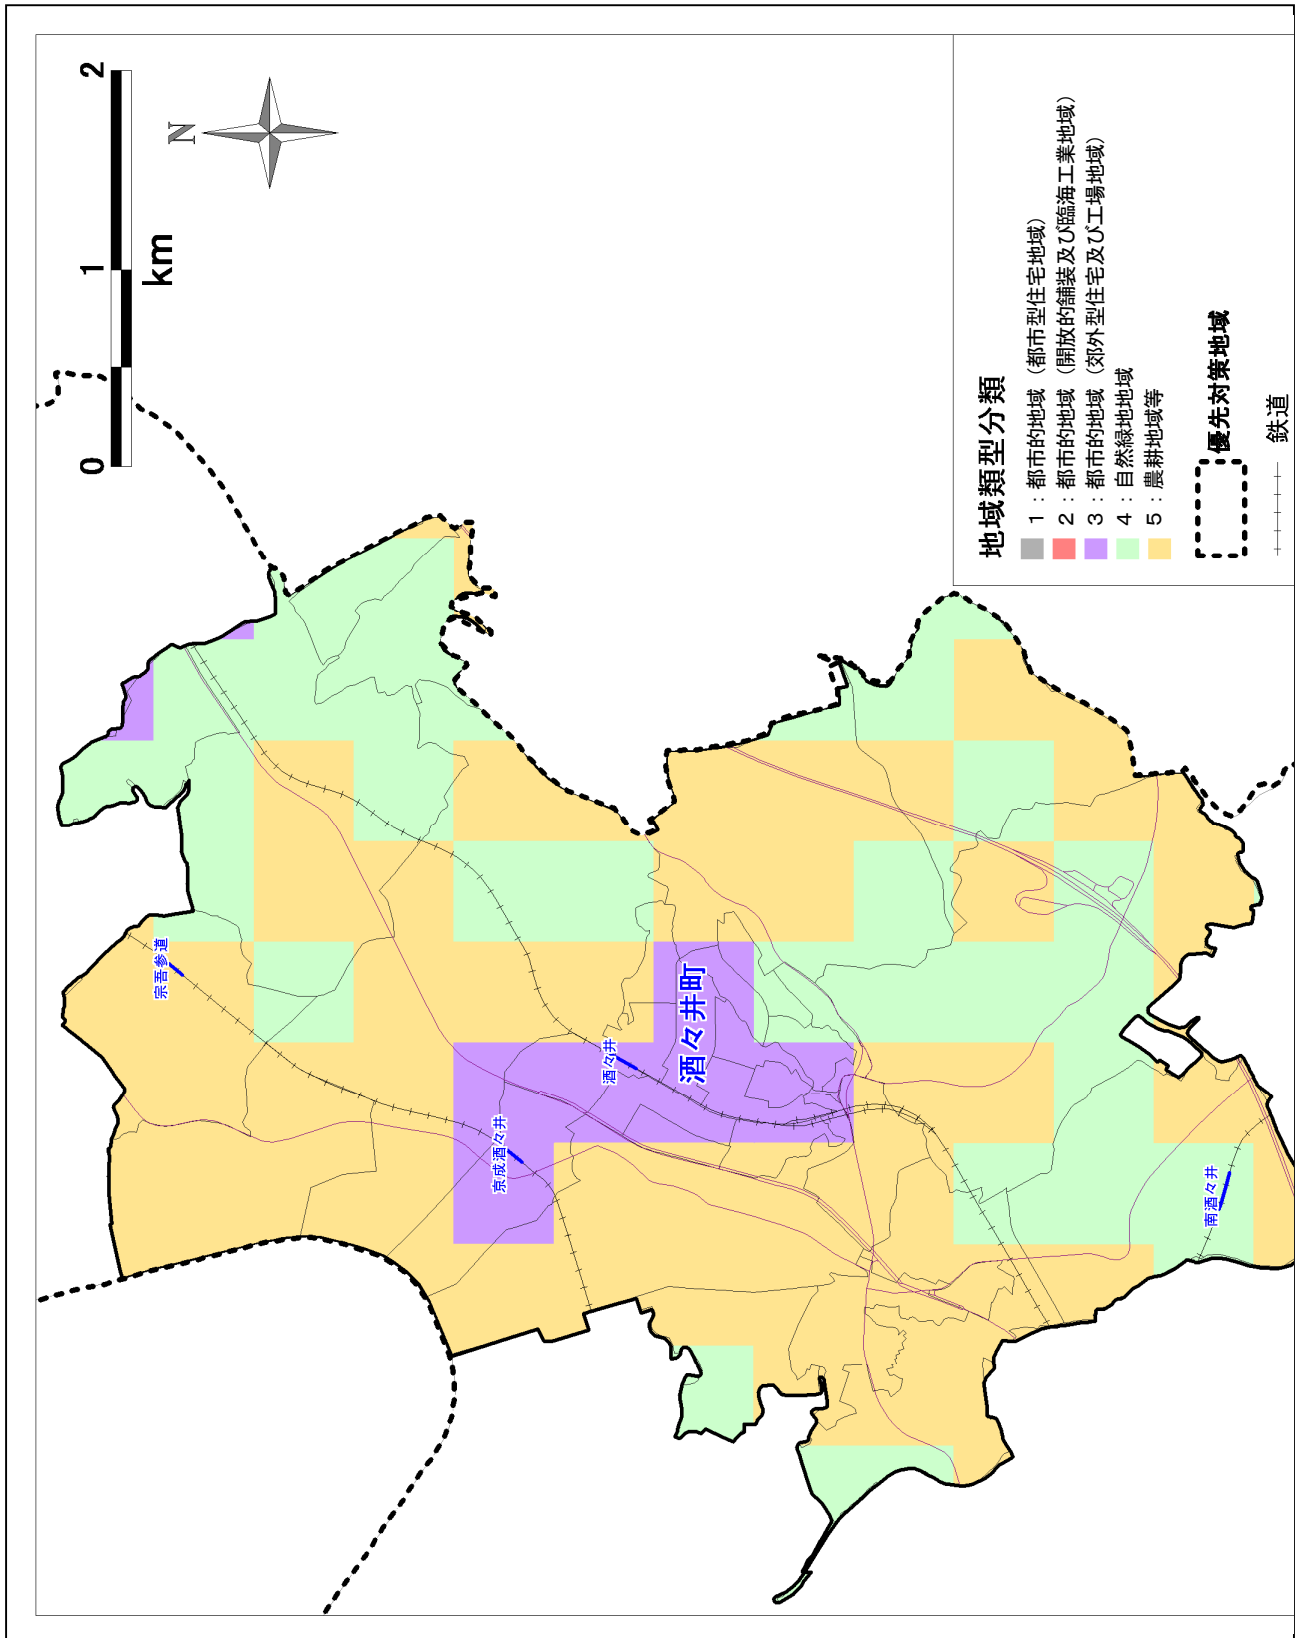 0 1 2
km
N
宗吾参道
京成酒々井
酒々井
酒々井町
南酒々井
地域類型分類
1：都市的地域（都市型住宅地域）
2：都市的地域（開放的舗装及び臨海工業地域）
3：都市的地域（郊外型住宅及び工場地域）
4：自然緑地地域
5：農耕地域等
優先対策地域
鉄道